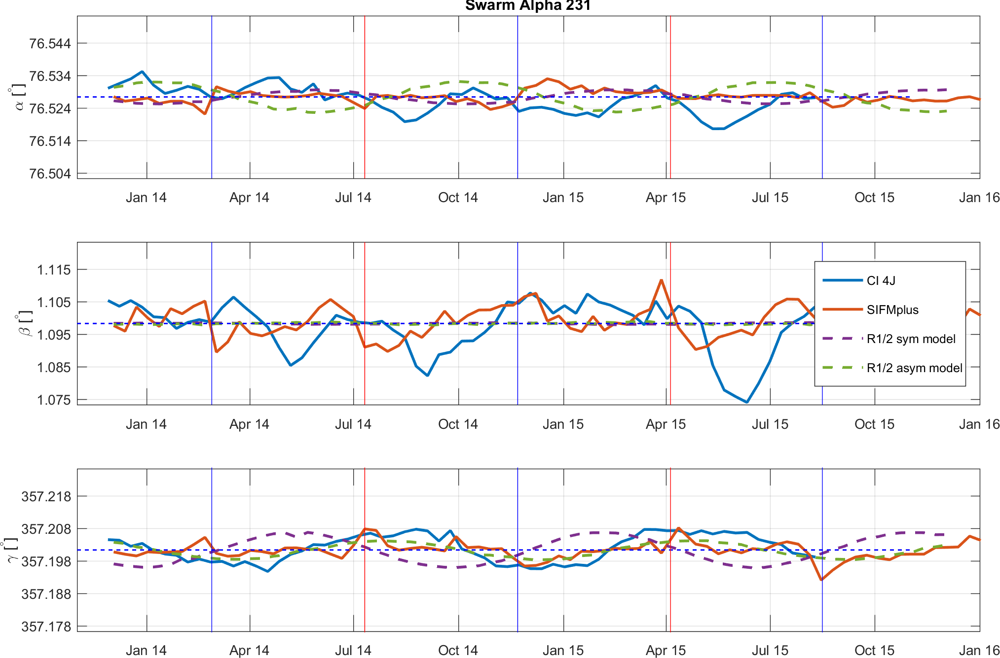 Swarm Alpha 231
α [°]
76.544
76.534
76.524
76.514
76.504
Jan 14 Apr 14 Jul 14 Oct 14 Jan 15 Apr 15 Jul 15 Oct 15 Jan 16
β [°]
1.115
1.105
1.095
1.085
1.075
CI 4J
SIFMplus
R1/2 sym model
R1/2 asym model
Jan 14 Apr 14 Jul 14 Oct 14 Jan 15 Apr 15 Jul 15 Oct 15 Jan 16
γ [°]
357.218
357.208
357.198
357.188
357.178
Jan 14 Apr 14 Jul 14 Oct 14 Jan 15 Apr 15 Jul 15 Oct 15 Jan 16